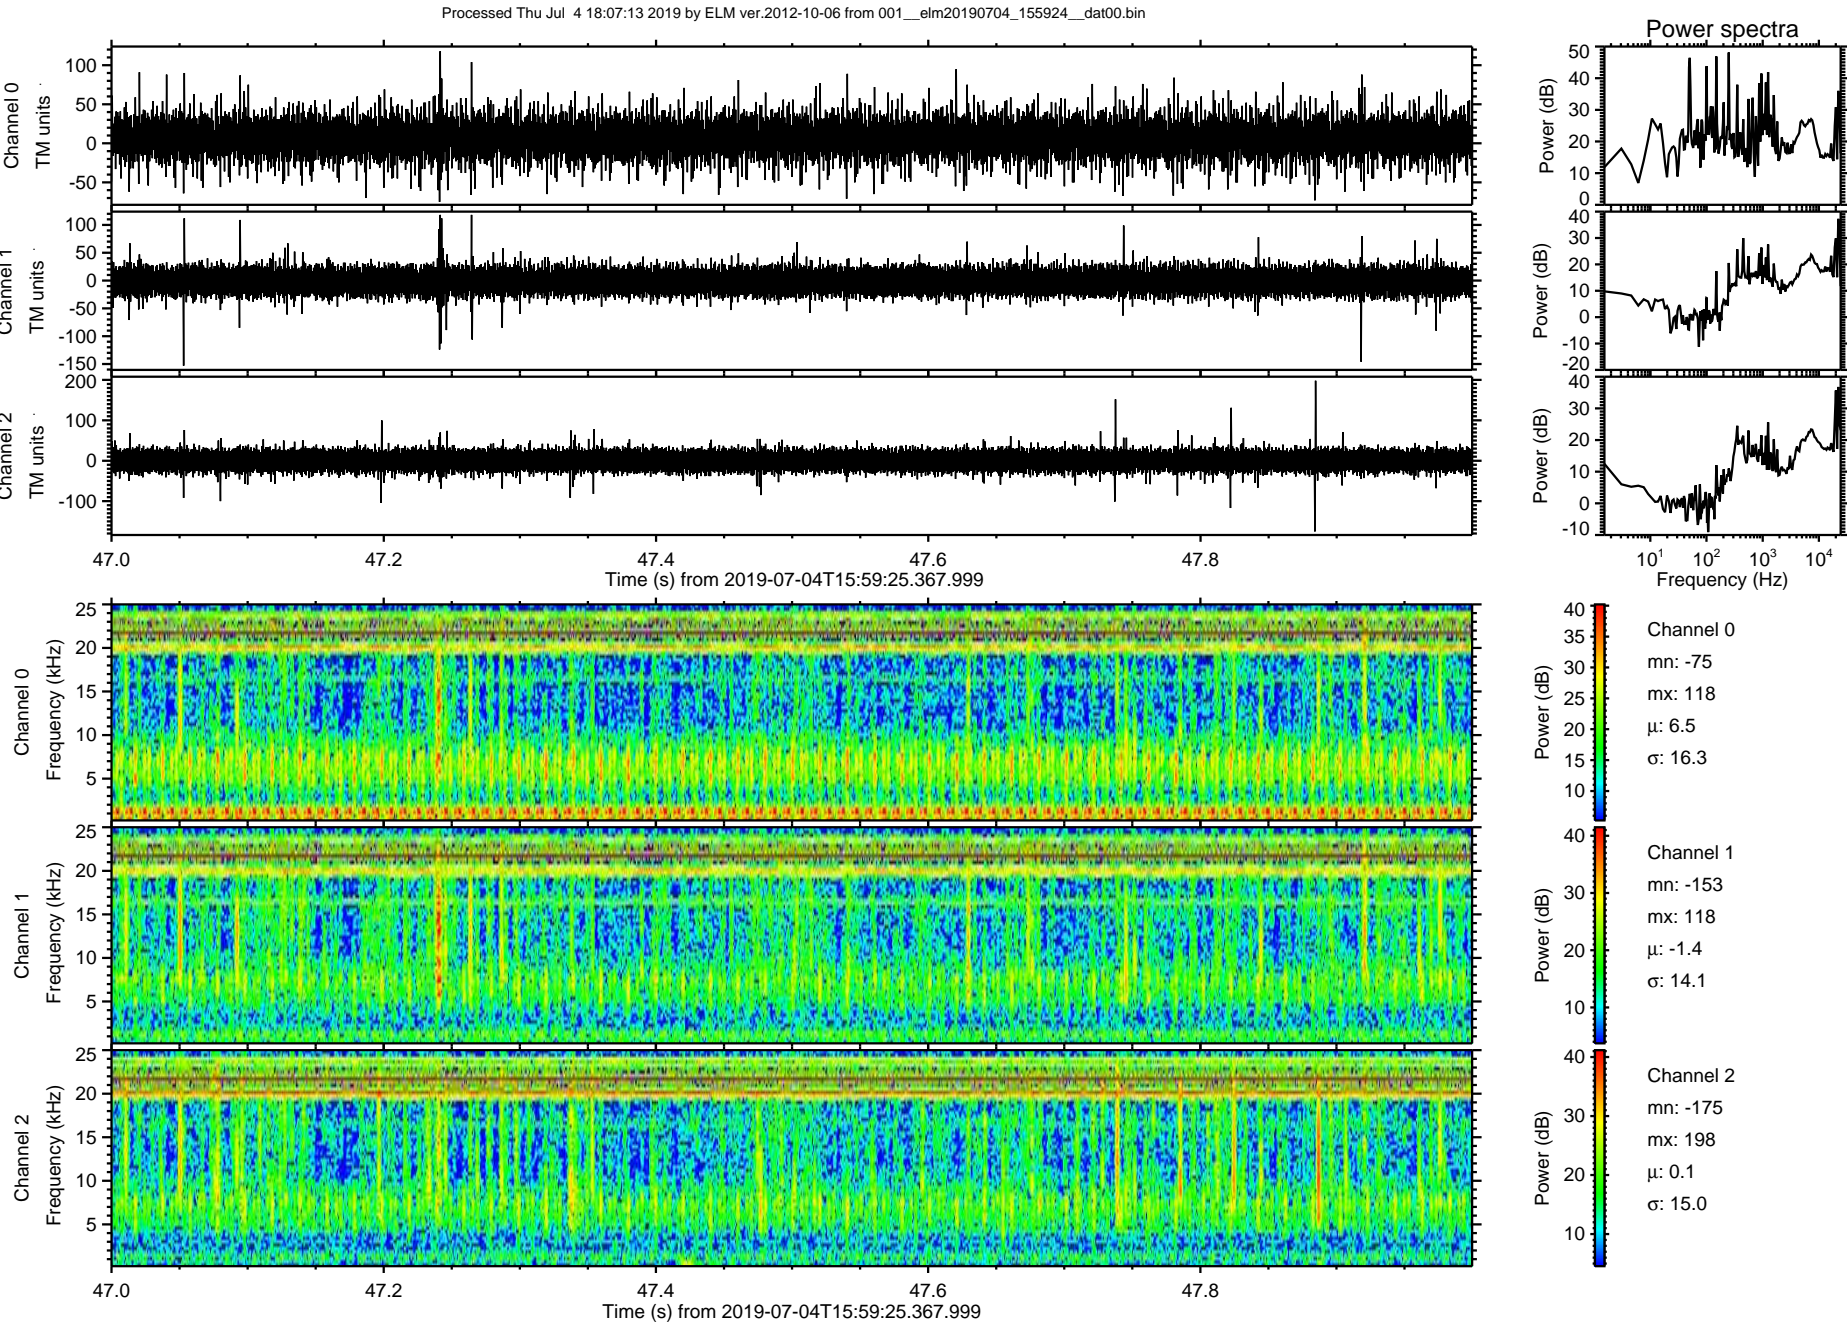 Processed Thu Jul  4 18:07:13 2019 by ELM ver.2012-10-06 from 001__elm20190704_155924__dat00.bin
Power spectra
Channel 0
TM units
100
50
0
-50
Power (dB)
50
40
30
20
10
0
Channel 1
TM units
100
50
0
-50
-100
-150
Power (dB)
40
30
20
10
0
-10
-20
Channel 2
TM units
200
100
0
-100
Power (dB)
40
30
20
10
0
-10
47.0 47.2 47.4 47.6 47.8
Time (s) from 2019-07-04T15:59:25.367.999
10^1 10^2 10^3 10^4
Frequency (Hz)
Channel 0
Frequency (kHz)
25
20
15
10
5
Power (dB)
40
35
30
25
20
15
10
Channel 0
mn: -75
mx: 118
μ: 6.5
σ: 16.3
Channel 1
Frequency (kHz)
25
20
15
10
5
Power (dB)
40
30
20
10
Channel 1
mn: -153
mx: 118
μ: -1.4
σ: 14.1
Channel 2
Frequency (kHz)
25
20
15
10
5
Power (dB)
40
30
20
10
Channel 2
mn: -175
mx: 198
μ: 0.1
σ: 15.0
47.0 47.2 47.4 47.6 47.8
Time (s) from 2019-07-04T15:59:25.367.999